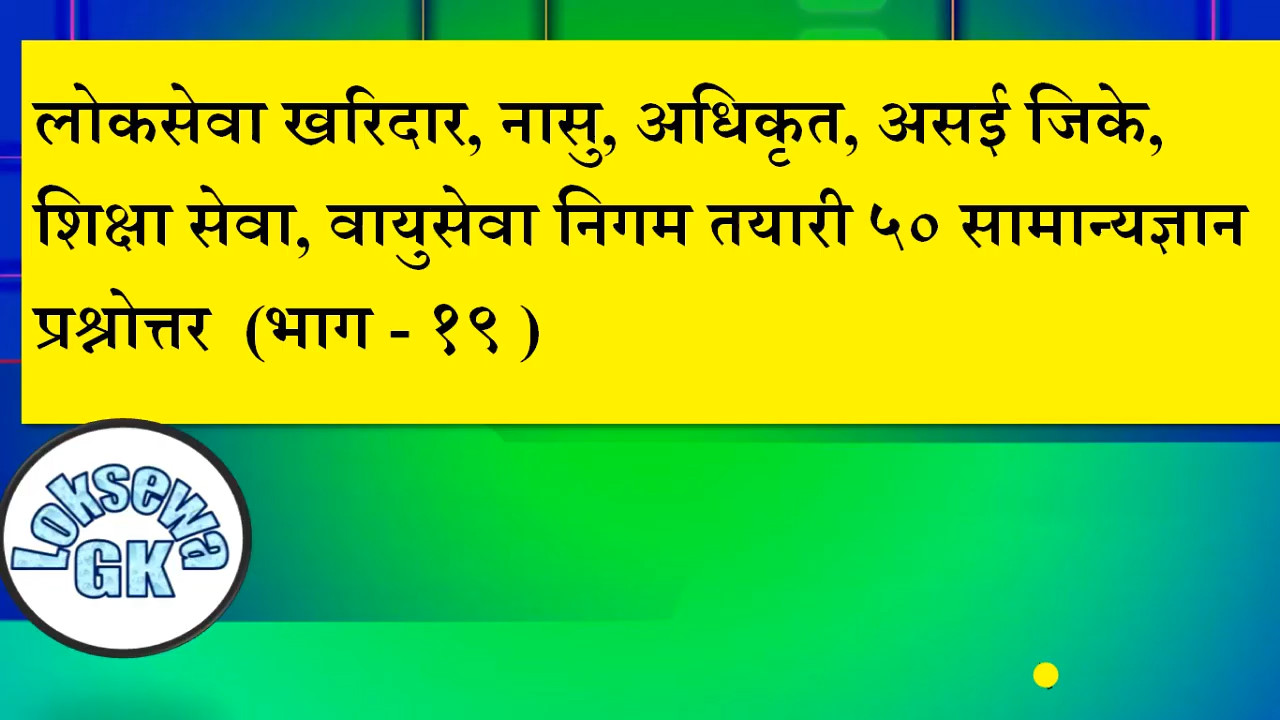 लोकसेवा खरिदार, नासु, अधिकृत, असई जिके,
शिक्षा सेवा, वायुसेवा निगम तयारी ५० सामान्यज्ञान
प्रश्नोत्तर (भाग - १९ )
Loksewa
GK